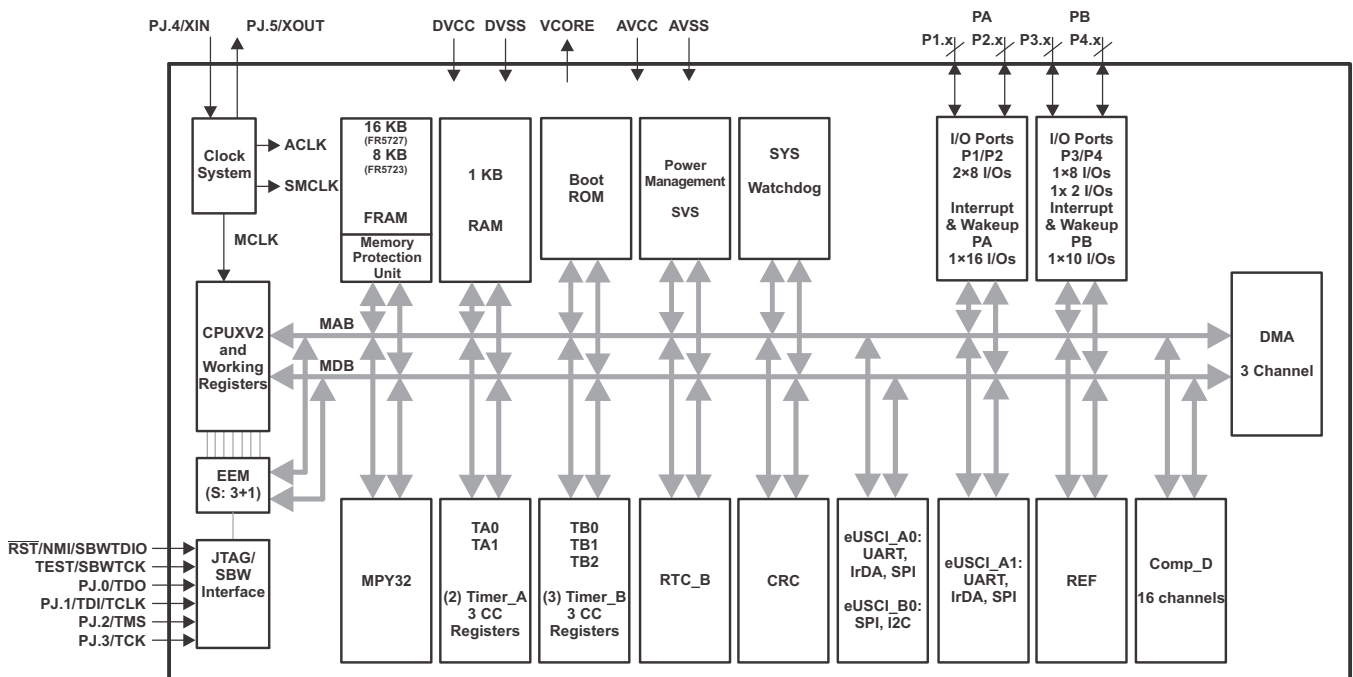 PJ.4/XIN
PJ.5/XOUT
DVCC
DVSS
VCORE
AVCC
AVSS
PA
PB
P1.x
P2.x
P3.x
P4.x
Clock
System
ACLK
SMCLK
MCLK
16 KB
(FR5727)
8 KB
(FR5723)
FRAM
Memory
Protection
Unit
1 KB
RAM
Boot
ROM
Power
Management
SVS
SYS
Watchdog
I/O Ports
P1/P2
2×8 I/Os
Interrupt
& Wakeup
PA
1×16 I/Os
I/O Ports
P3/P4
1×8 I/Os
1x 2 I/Os
Interrupt
& Wakeup
PB
1×10 I/Os
CPUXV2
and
Working
Registers
MAB
MDB
DMA
3 Channel
EEM
(S: 3+1)
RST/NMI/SBWTDIO
TEST/SBWTCK
PJ.0/TDO
PJ.1/TDI/TCLK
PJ.2/TMS
PJ.3/TCK
JTAG/
SBW
Interface
MPY32
TA0
TA1
(2) Timer_A
3 CC
Registers
TB0
TB1
TB2
(3) Timer_B
3 CC
Registers
RTC_B
CRC
eUSCI_A0:
UART,
IrDA, SPI
eUSCI_B0:
SPI, I2C
eUSCI_A1:
UART,
IrDA, SPI
REF
Comp_D
16 channels